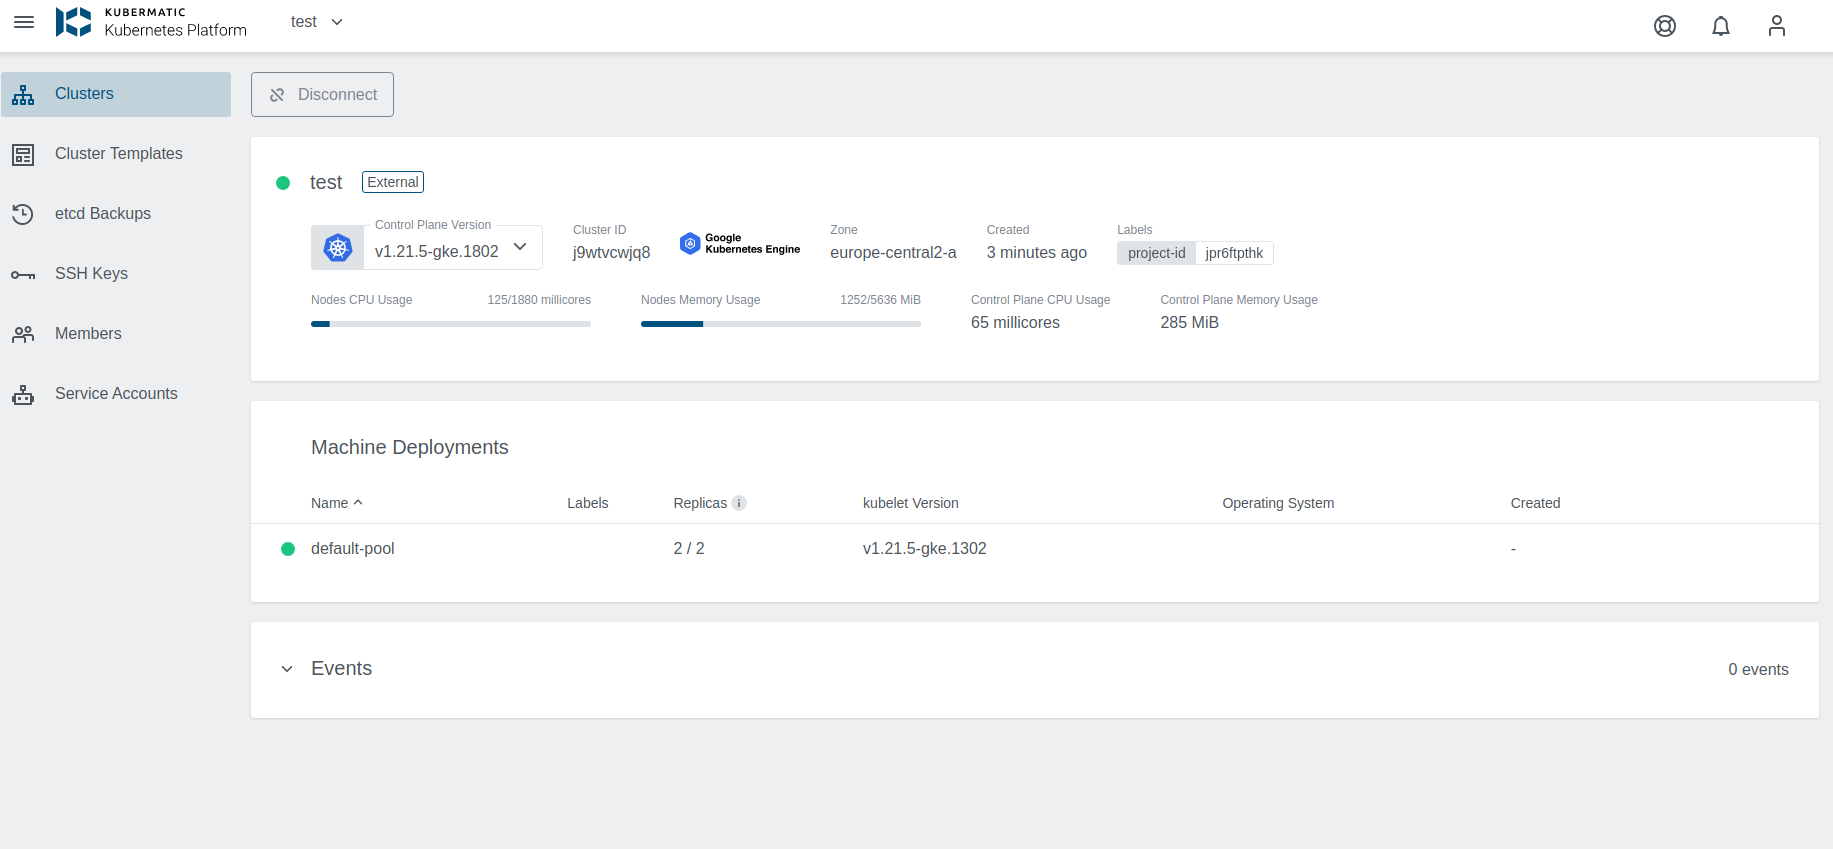 KUBERMATIC
Kubernetes Platform
test
Clusters
Cluster Templates
etcd Backups
SSH Keys
Members
Service Accounts
Disconnect
test External
Control Plane Version
v1.21.5-gke.1802
Cluster ID
j9wtvcwjq8
Google
Kubernetes Engine
Zone
europe-central2-a
Created
3 minutes ago
Labels
project-id jpr6ftpthk
Nodes CPU Usage 125/1880 millicores
Nodes Memory Usage 1252/5636 MiB
Control Plane CPU Usage
65 millicores
Control Plane Memory Usage
285 MiB
Machine Deployments
Name Labels Replicas i kubelet Version Operating System Created
default-pool 2 / 2 v1.21.5-gke.1302 -
Events 0 events